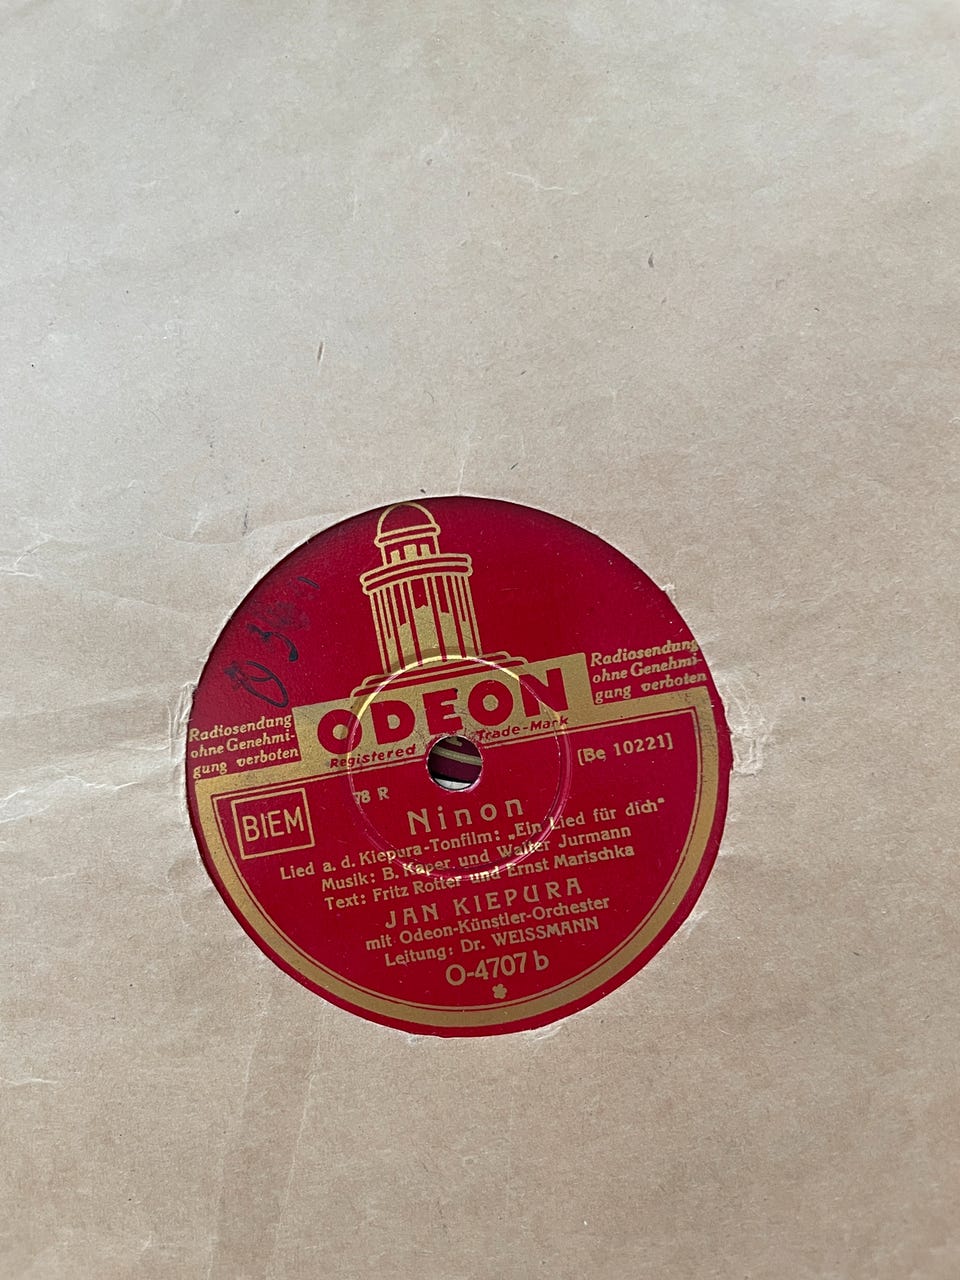 ODEON
Registered Trade-Mark
Radiosendung
ohne Genehmi-
gung verboten
Radiosendung
ohne Genehmi-
gung verboten
[Be 10221]
BIEM
78 R
Ninon
Lied a. d. Kiepura-Tonfilm: „Ein Lied für dich“
Musik: B. Kaper und Walter Jurmann
Text: Fritz Rotter und Ernst Marischka
JAN KIEPURA
mit Odeon-Künstler-Orchester
Leitung: Dr. WEISSMANN
O-4707 b